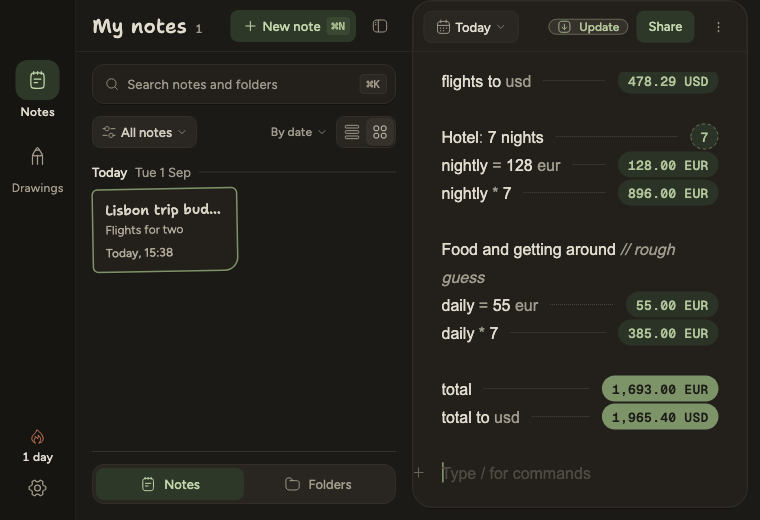 My notes 1
New note ⌘N
Today
Update
Share
Search notes and folders ⌘K
Notes
All notes
By date
Drawings
Today Tue 1 Sep
Lisbon trip bud...
Flights for two
Today, 15:38
1 day
Notes
Folders
flights to usd 478.29 USD
Hotel: 7 nights 7
nightly = 128 eur 128.00 EUR
nightly * 7 896.00 EUR
Food and getting around // rough
guess
daily = 55 eur 55.00 EUR
daily * 7 385.00 EUR
total 1,693.00 EUR
total to usd 1,965.40 USD
Type / for commands